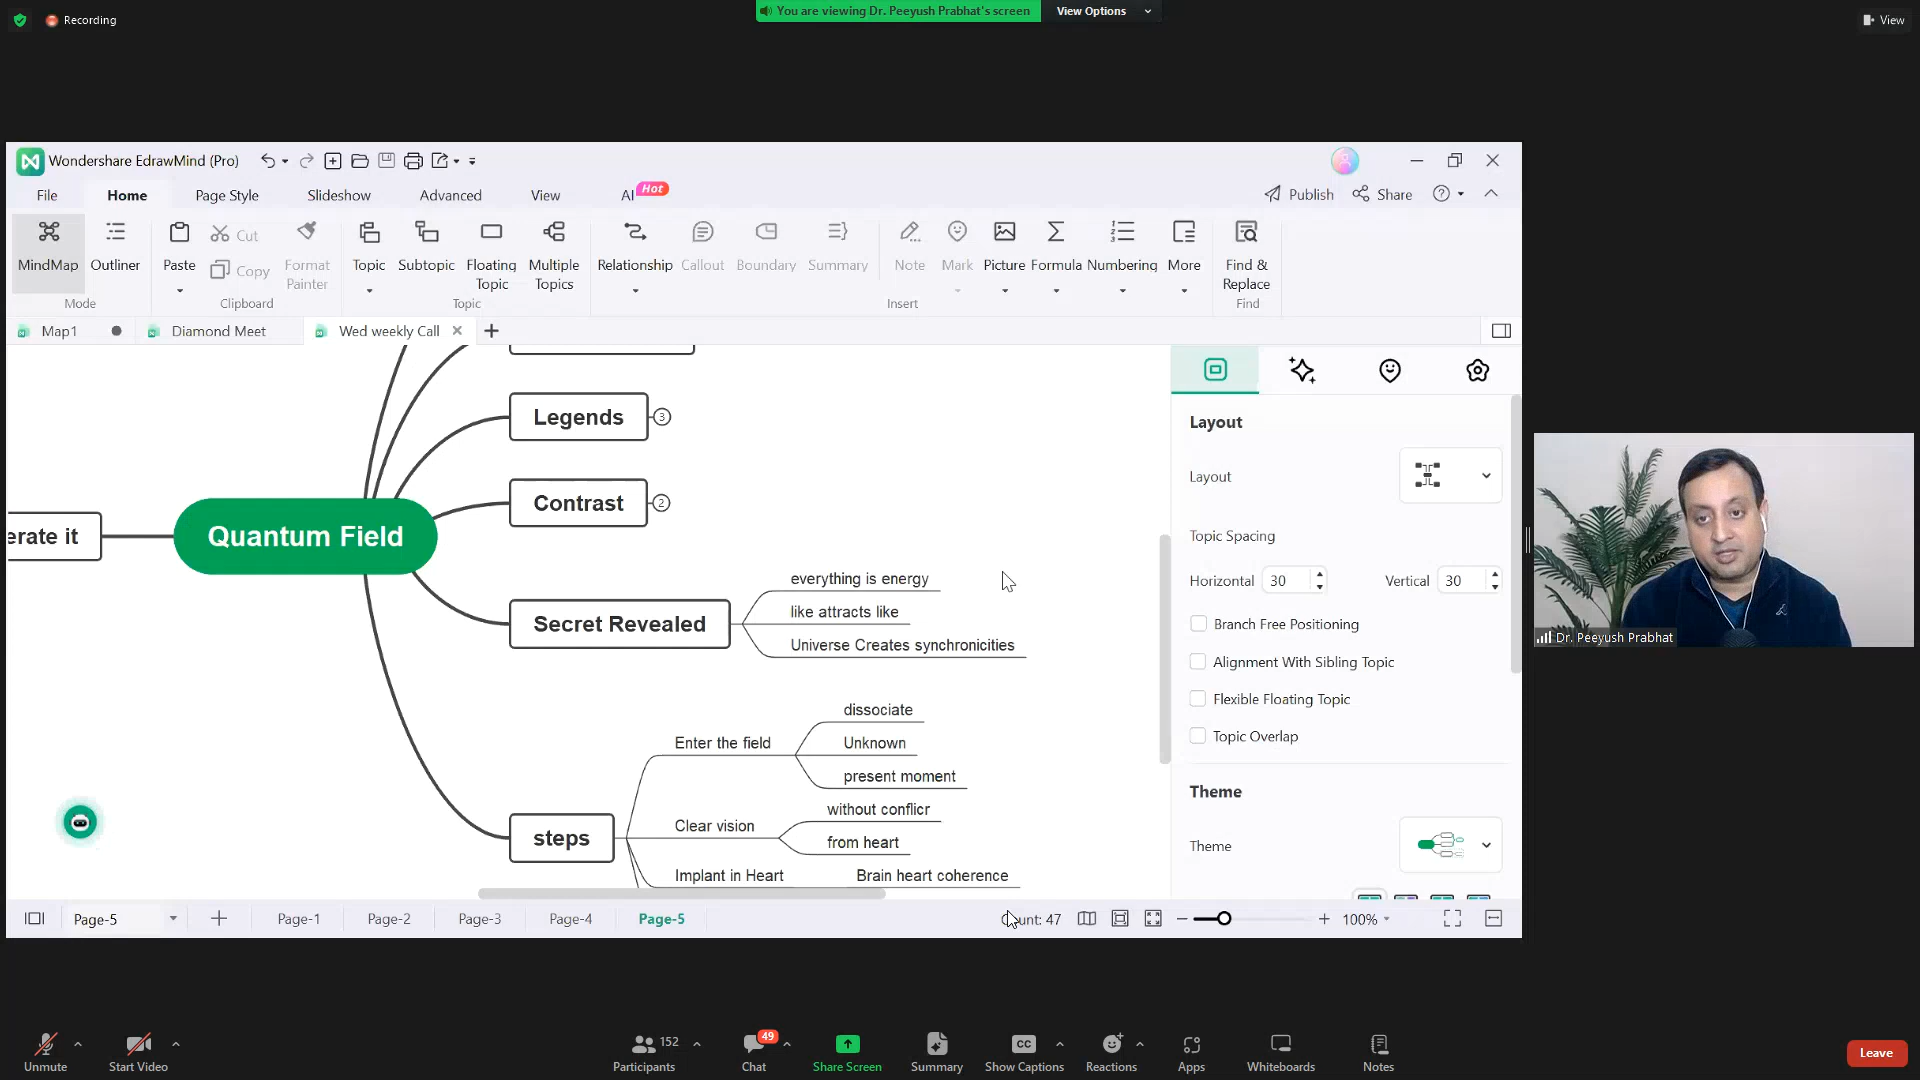 Recording
You are viewing Dr. Peeyush Prabhat's screen
View Options
View
Wondershare EdrawMind (Pro)
File
Home
Page Style
Slideshow
Advanced
View
AI
Hot
Publish
Share
MindMap
Outliner
Mode
Paste
Cut
Copy
Format
Painter
Clipboard
Topic
Subtopic
Floating
Topic
Multiple
Topics
Topic
Relationship
Callout
Boundary
Summary
Note
Mark
Picture
Formula
Numbering
More
Insert
Find &
Replace
Find
Map1
Diamond Meet
Wed weekly Call
Legends
3
Contrast
2
erate it
Quantum Field
Secret Revealed
everything is energy
like attracts like
Universe Creates synchronicities
steps
Enter the field
dissociate
Unknown
present moment
Clear vision
without conflicr
from heart
Implant in Heart
Brain heart coherence
Layout
Layout
Topic Spacing
Horizontal 30
Vertical 30
Branch Free Positioning
Alignment With Sibling Topic
Flexible Floating Topic
Topic Overlap
Theme
Theme
Dr. Peeyush Prabhat
Page-5
Page-1
Page-2
Page-3
Page-4
Page-5
unt: 47
100%
Unmute
Start Video
Participants
152
Chat
49
Share Screen
Summary
CC
Show Captions
Reactions
Apps
Whiteboards
Notes
Leave